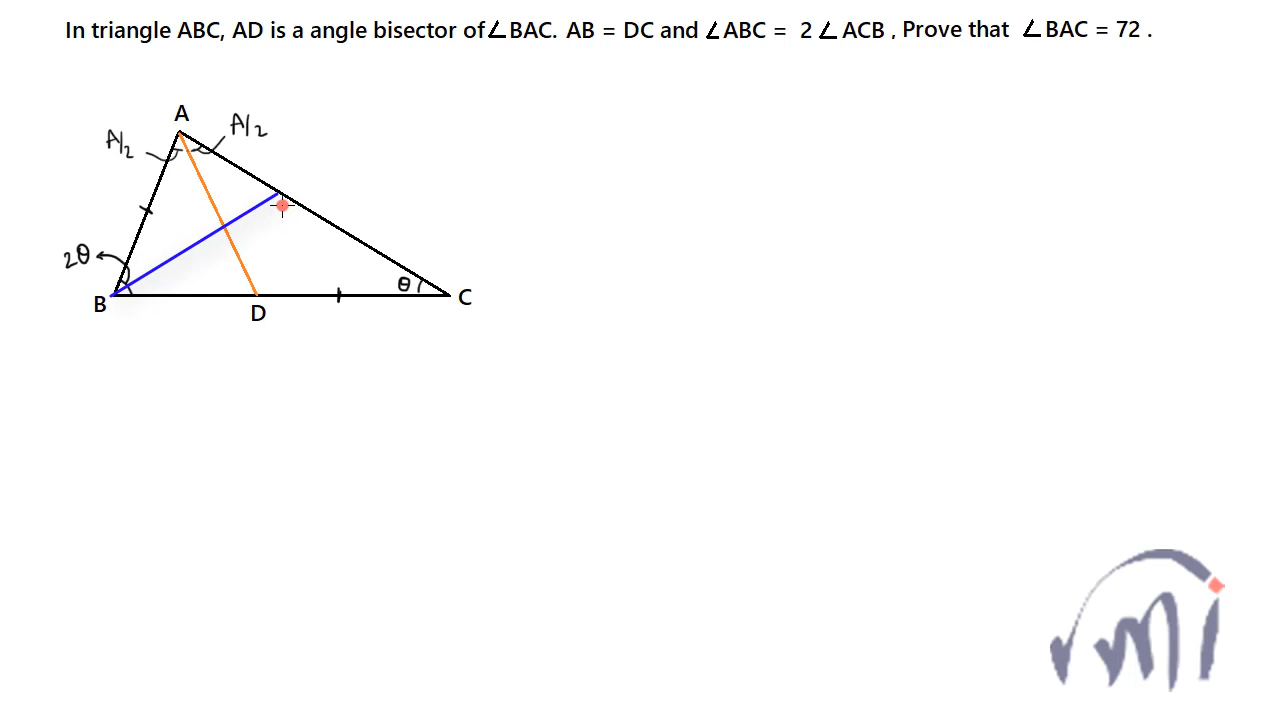 In triangle ABC, AD is a angle bisector of ∠BAC. AB = DC and ∠ABC = 2 ∠ACB , Prove that ∠BAC = 72 .
A
A/2
A/2
2θ
θ
B
D
C
vmi